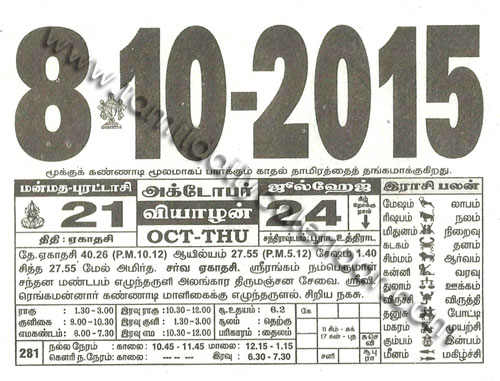 8-10-2015
மூக்குக் கண்ணாடி மூலமாகப் பார்க்கும் காதல் தாமிரத்தைத் தங்கமாக்குகிறது.
மன்மத-புரட்டாசி அக்டோபர் ஜூல்ஹேஜ் இராசி பலன்
21 வியாழன் 24 கீழ் நோக்கு நாள்
திதி : ஏகாதசி OCT-THU சந்திராஷ்டமம் : பூ., உத்திரட.
தே. ஏகாதசி 40.26 (P.M.10.12) ஆயில்யம் 27.55 (P.M.5.12) சேஷம் 1.40
சித்த 27.55 மேல் அமிர்த. சர்வ ஏகாதசி. ஸ்ரீரங்கம் நம்பெருமாள்
சந்தன மண்டபம் எழுந்தருளி அலங்கார திருமஞ்சன சேவை. ஸ்ரீவி.
ரெங்கமன்னார் கண்ணாடி மாளிகைக்கு எழுந்தருளல். சிறிய நகசு.
மேஷம் லாபம்
ரிஷபம் நலம்
மிதுனம் நிறைவு
கடகம் தனம்
சிம்மம் ஆர்வம்
கன்னி வரவு
துலாம் ஊக்கம்
விருச்சி விருத்தி
தனுசு போட்டி
மகரம் முயற்சி
கும்பம் இன்பம்
மீனம் மகிழ்ச்சி
ராகு : 1.30 - 3.00 இரவு ராகு : 10.30-12.00 சூ.உதயம் : 6.2
குளிகை : 9.00 - 10.30 இரவு குளி : 1.30 - 3.00 சூலம் : தெற்கு
எமகண்டம் : 6.00 - 7.30 இரவு எம : பரிகாரம் : தைலம்
281 நல்ல நேரம் : காலை : 10.45 - 11.45 மாலை : 12.15 - 1.15
கௌரி ந.நேரம் : காலை : இரவு : 6.30 - 7.30
11 சிம் - சுக்
17 கன் - புத
சனி
www.tamildailycalendar.com